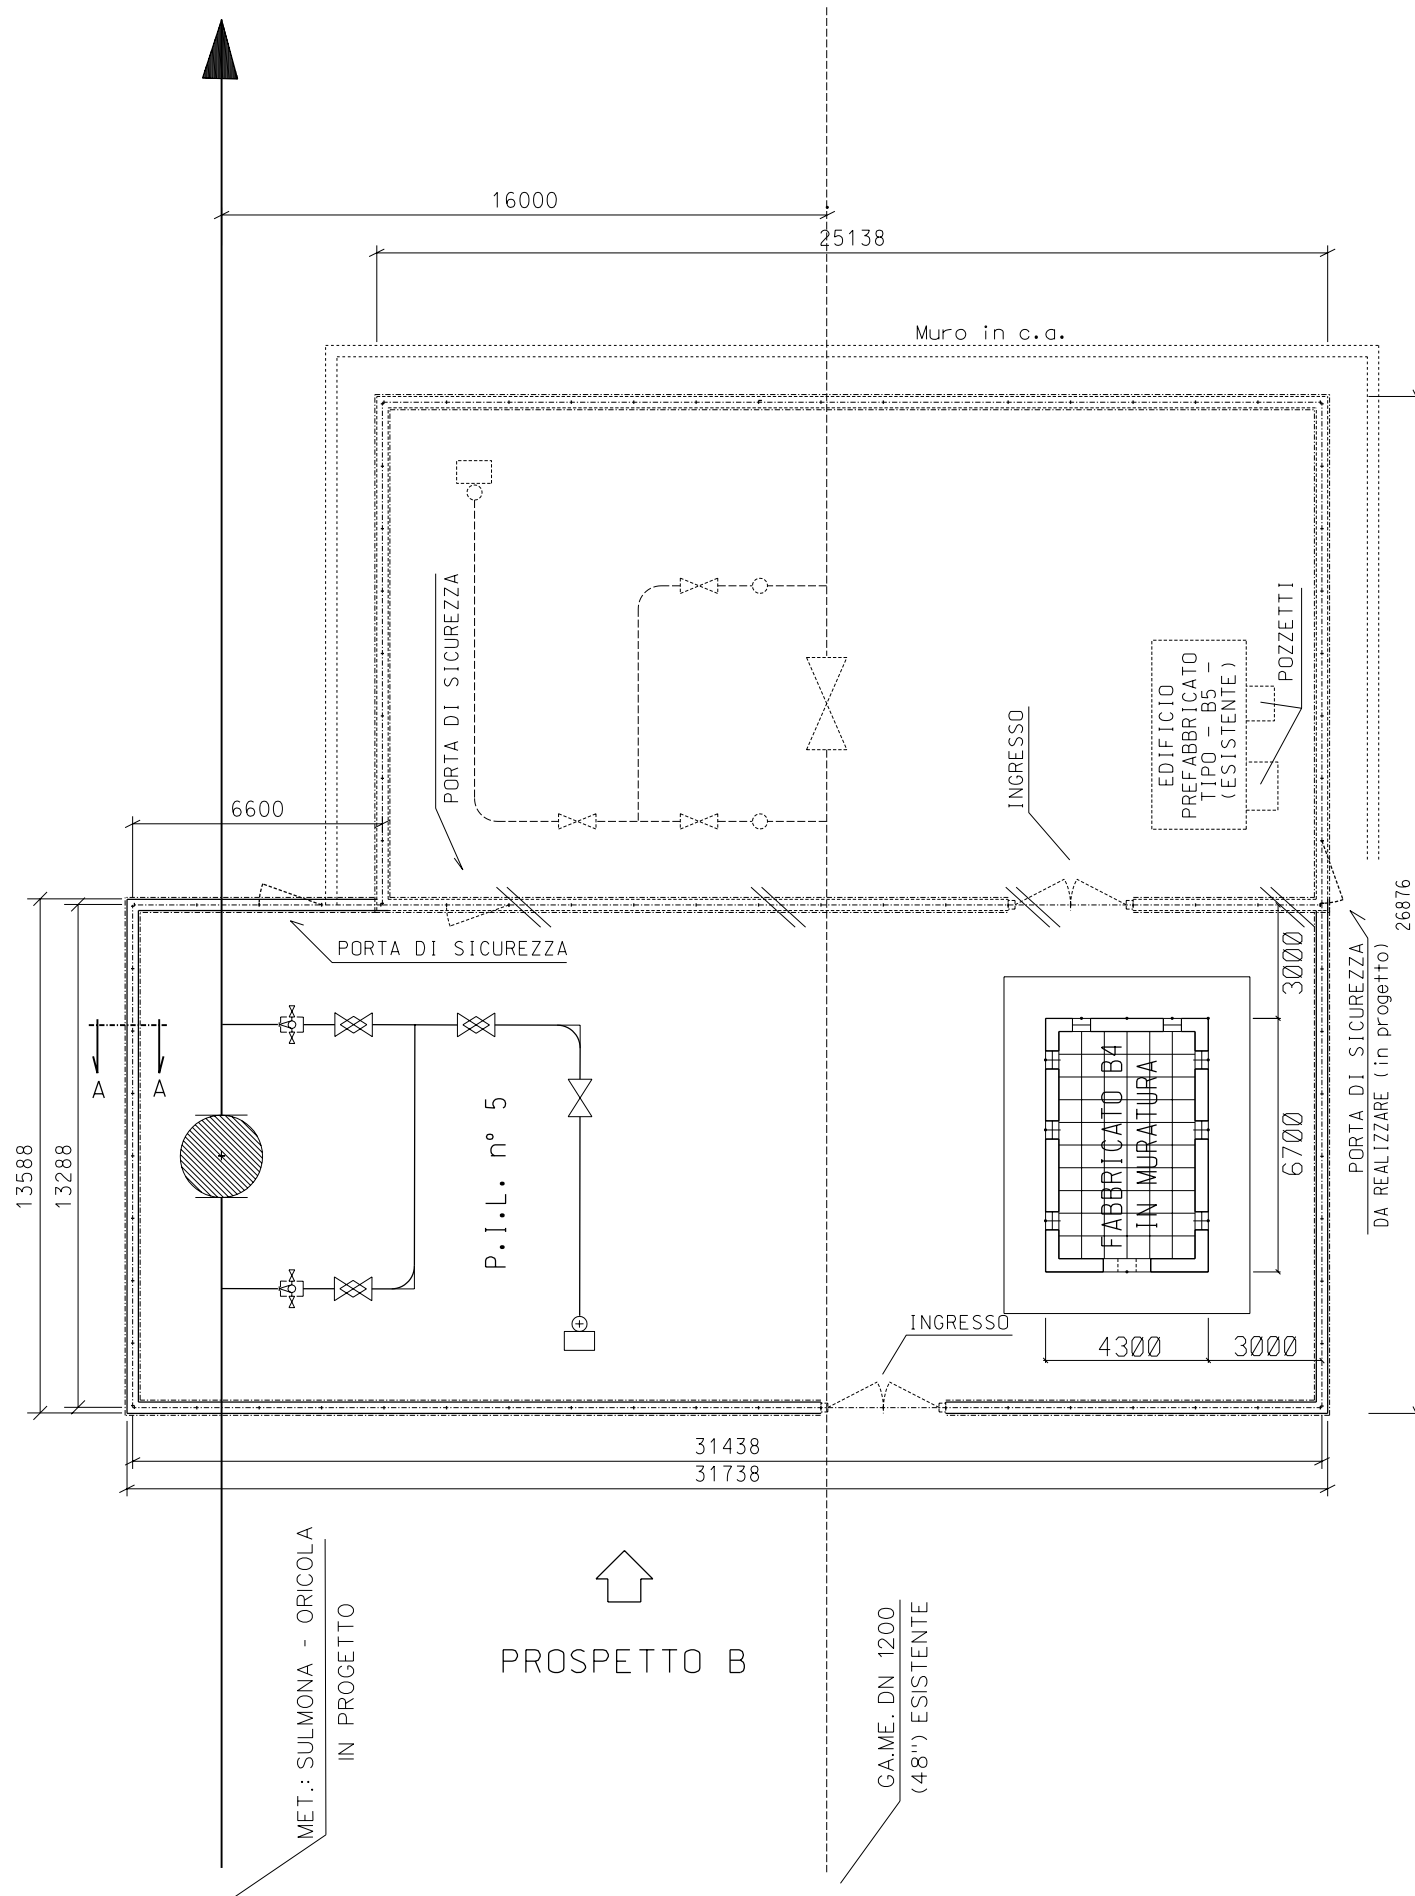 16000
25138
Muro in c.a.
PORTA DI SICUREZZA
POZZETTI
EDIFICIO
PREFABBRICATO
TIPO - B5 -
(ESISTENTE)
INGRESSO
6600
26876
PORTA DI SICUREZZA
3000
PORTA DI SICUREZZA
DA REALIZZARE (in progetto)
A
A
13588
13288
P.I.L. n° 5
FABBRICATO B4
IN MURATURA
6700
INGRESSO
4300
3000
31438
31738
MET.: SULMONA - ORICOLA
IN PROGETTO
PROSPETTO B
GA.ME. DN 1200
(48") ESISTENTE